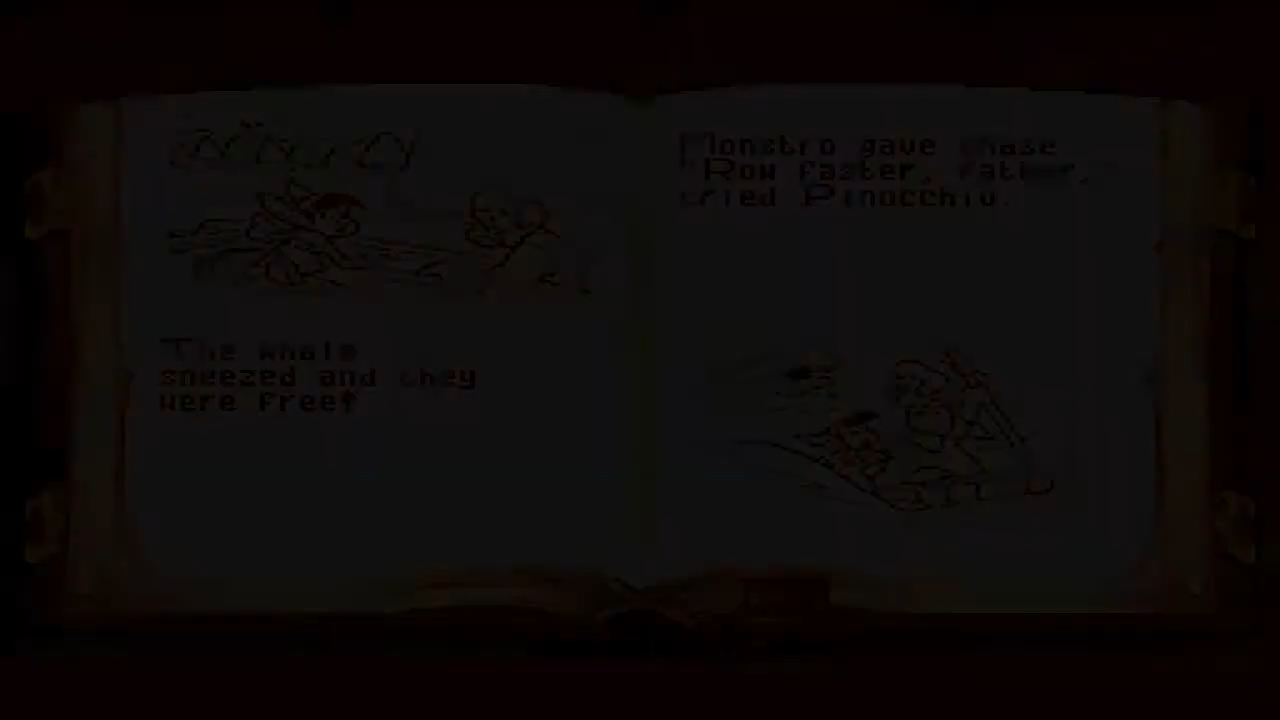 The whale
sneezed and they
were free!
Monstro gave chase
"Row faster, father,"
cried Pinocchio.